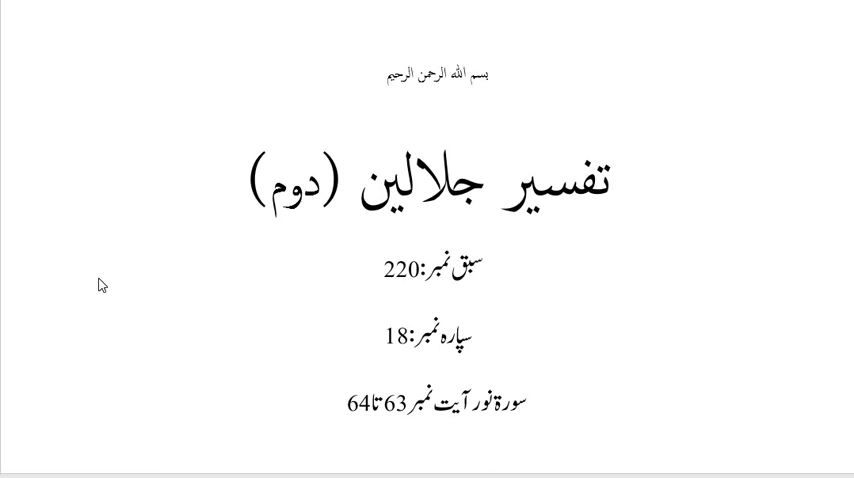 بسم اللہ الرحمن الرحیم
تفسیر جلالین (دوم)
سبق نمبر:220
سپارہ نمبر:18
سورۃ نور آیت نمبر 63 تا 64